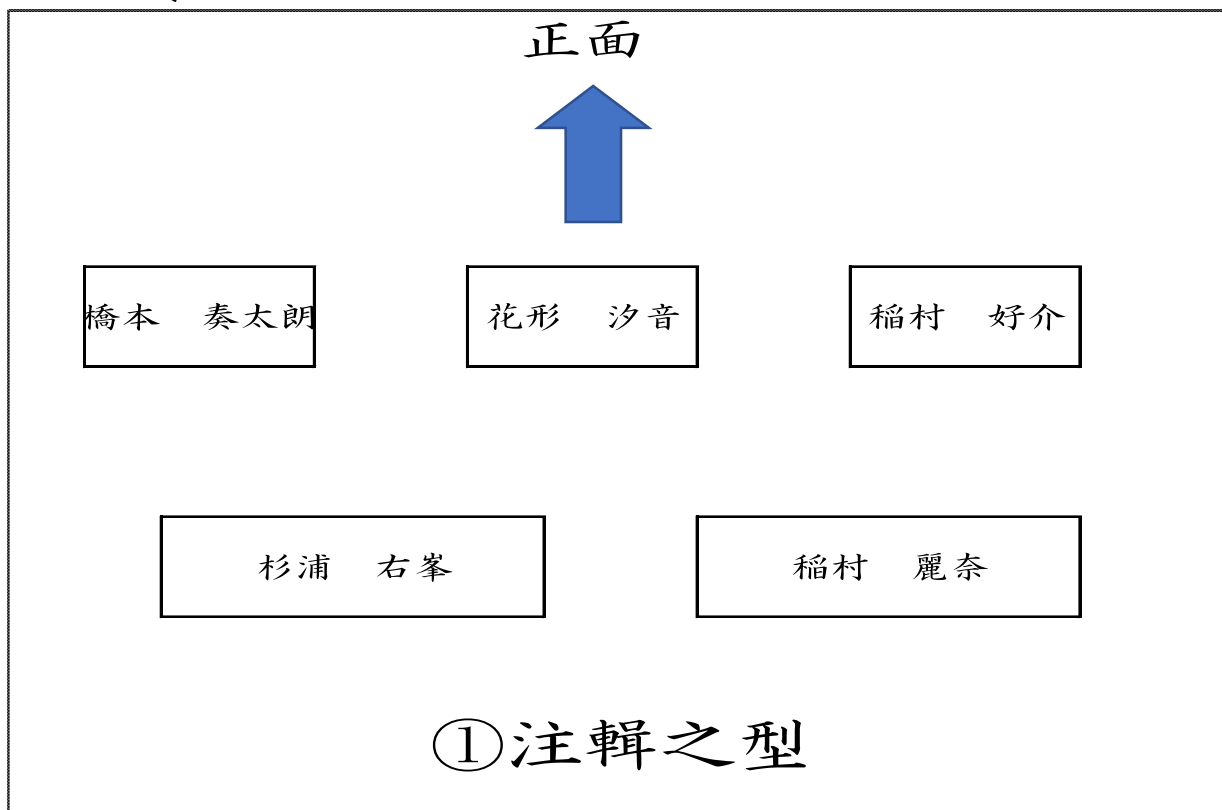 正面
橋本　奏太朗
花形　汐音
稲村　好介
杉浦　右峯
稲村　麗奈
①注輯之型